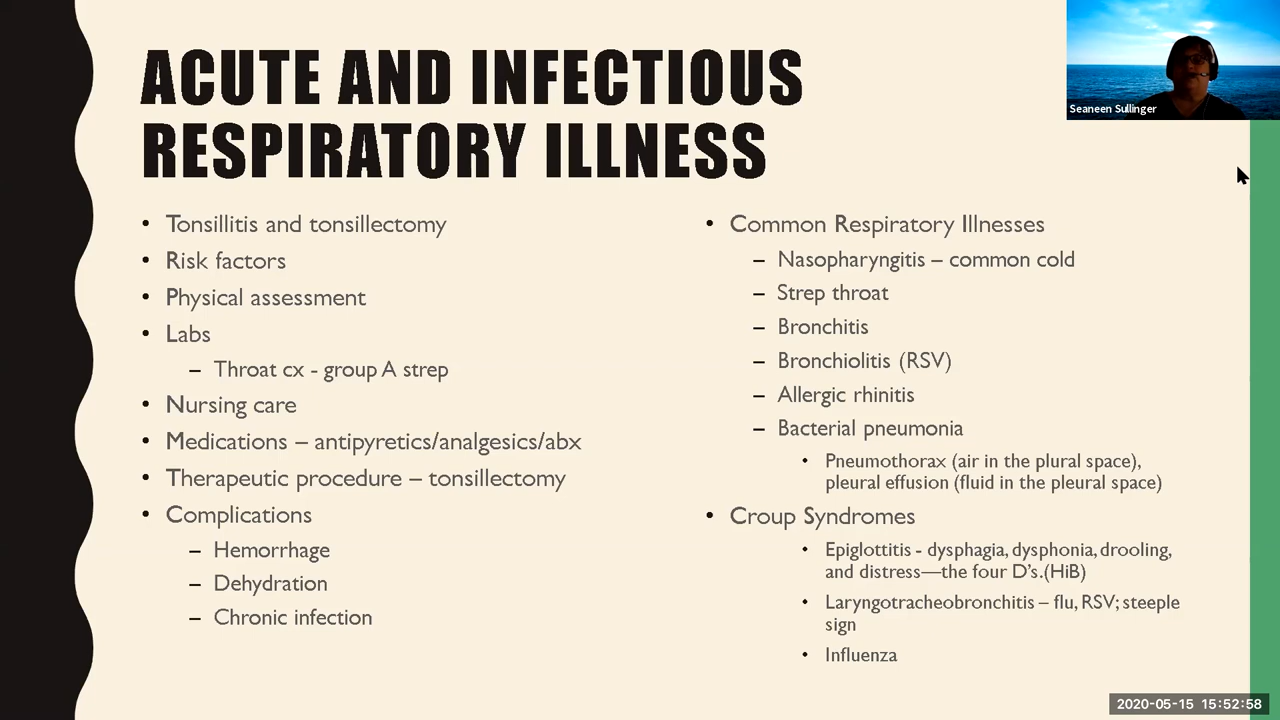 ACUTE AND INFECTIOUS
RESPIRATORY ILLNESS
Seaneen Sullinger
• Tonsillitis and tonsillectomy
• Risk factors
• Physical assessment
• Labs
– Throat cx - group A strep
• Nursing care
• Medications – antipyretics/analgesics/abx
• Therapeutic procedure – tonsillectomy
• Complications
– Hemorrhage
– Dehydration
– Chronic infection
• Common Respiratory Illnesses
– Nasopharyngitis – common cold
– Strep throat
– Bronchitis
– Bronchiolitis (RSV)
– Allergic rhinitis
– Bacterial pneumonia
• Pneumothorax (air in the plural space),
pleural effusion (fluid in the pleural space)
• Croup Syndromes
• Epiglottitis - dysphagia, dysphonia, drooling,
and distress—the four D's.(HiB)
• Laryngotracheobronchitis – flu, RSV; steeple
sign
• Influenza
2020-05-15 15:52:58